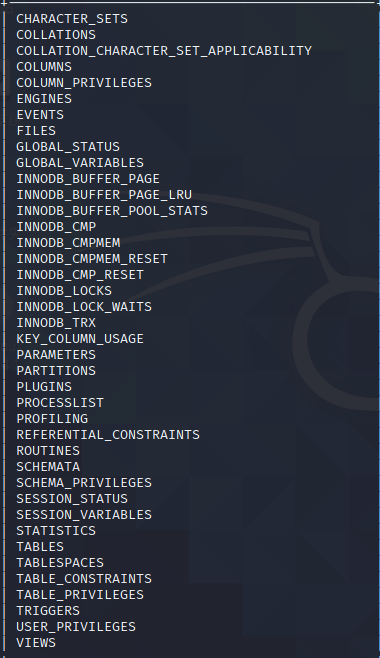 CHARACTER_SETS
COLLATIONS
COLLATION_CHARACTER_SET_APPLICABILITY
COLUMNS
COLUMN_PRIVILEGES
ENGINES
EVENTS
FILES
GLOBAL_STATUS
GLOBAL_VARIABLES
INNODB_BUFFER_PAGE
INNODB_BUFFER_PAGE_LRU
INNODB_BUFFER_POOL_STATS
INNODB_CMP
INNODB_CMPMEM
INNODB_CMPMEM_RESET
INNODB_CMP_RESET
INNODB_LOCKS
INNODB_LOCK_WAITS
INNODB_TRX
KEY_COLUMN_USAGE
PARAMETERS
PARTITIONS
PLUGINS
PROCESSLIST
PROFILING
REFERENTIAL_CONSTRAINTS
ROUTINES
SCHEMATA
SCHEMA_PRIVILEGES
SESSION_STATUS
SESSION_VARIABLES
STATISTICS
TABLES
TABLESPACES
TABLE_CONSTRAINTS
TABLE_PRIVILEGES
TRIGGERS
USER_PRIVILEGES
VIEWS